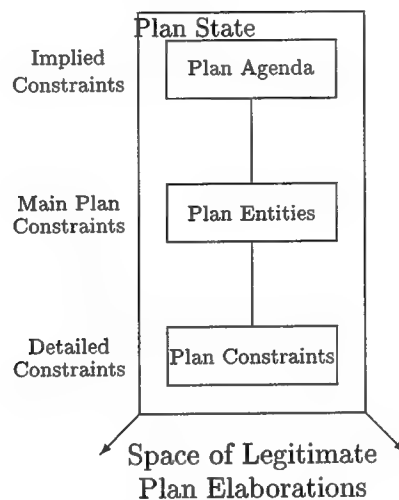 Plan State
Implied
Constraints
Plan Agenda
Main Plan
Constraints
Plan Entities
Detailed
Constraints
Plan Constraints
Space of Legitimate
Plan Elaborations